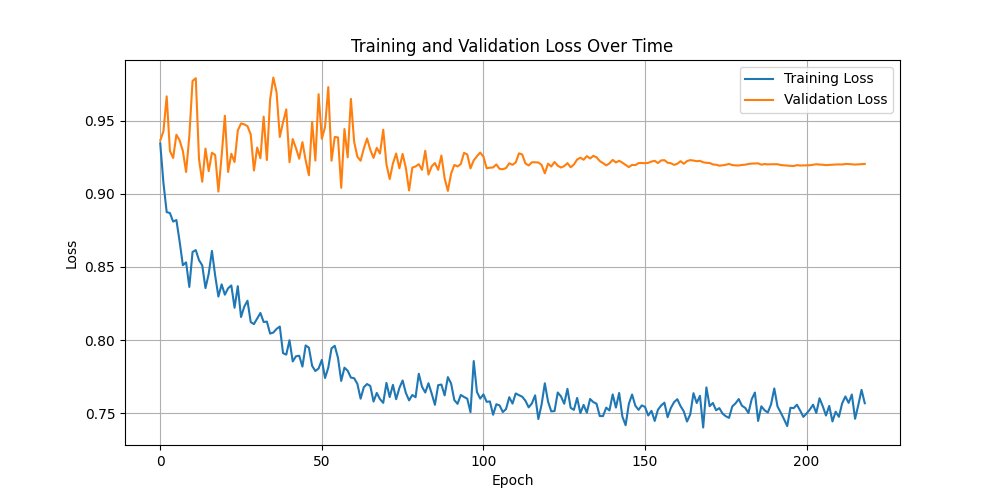 Training and Validation Loss Over Time
Training Loss
Validation Loss
0.95
0.90
0.85
0.80
0.75
Loss
0
50
100
150
200
Epoch